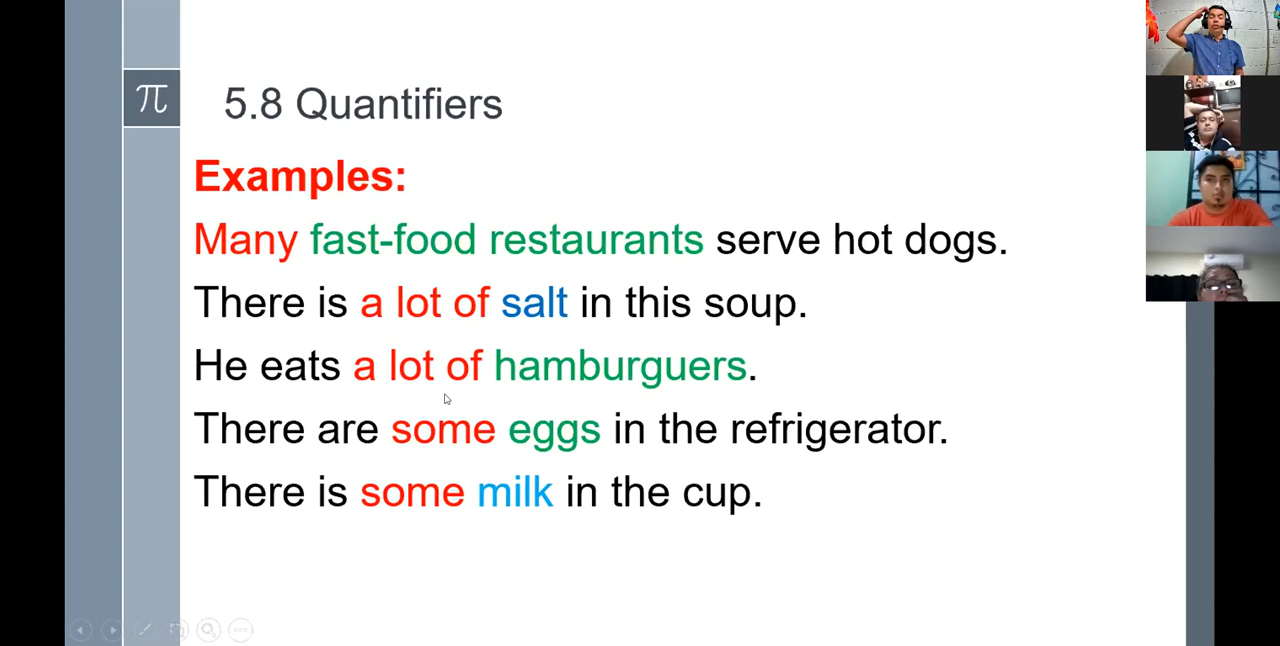 π
5.8 Quantifiers
Examples:
Many fast-food restaurants serve hot dogs.
There is a lot of salt in this soup.
He eats a lot of hamburguers.
There are some eggs in the refrigerator.
There is some milk in the cup.